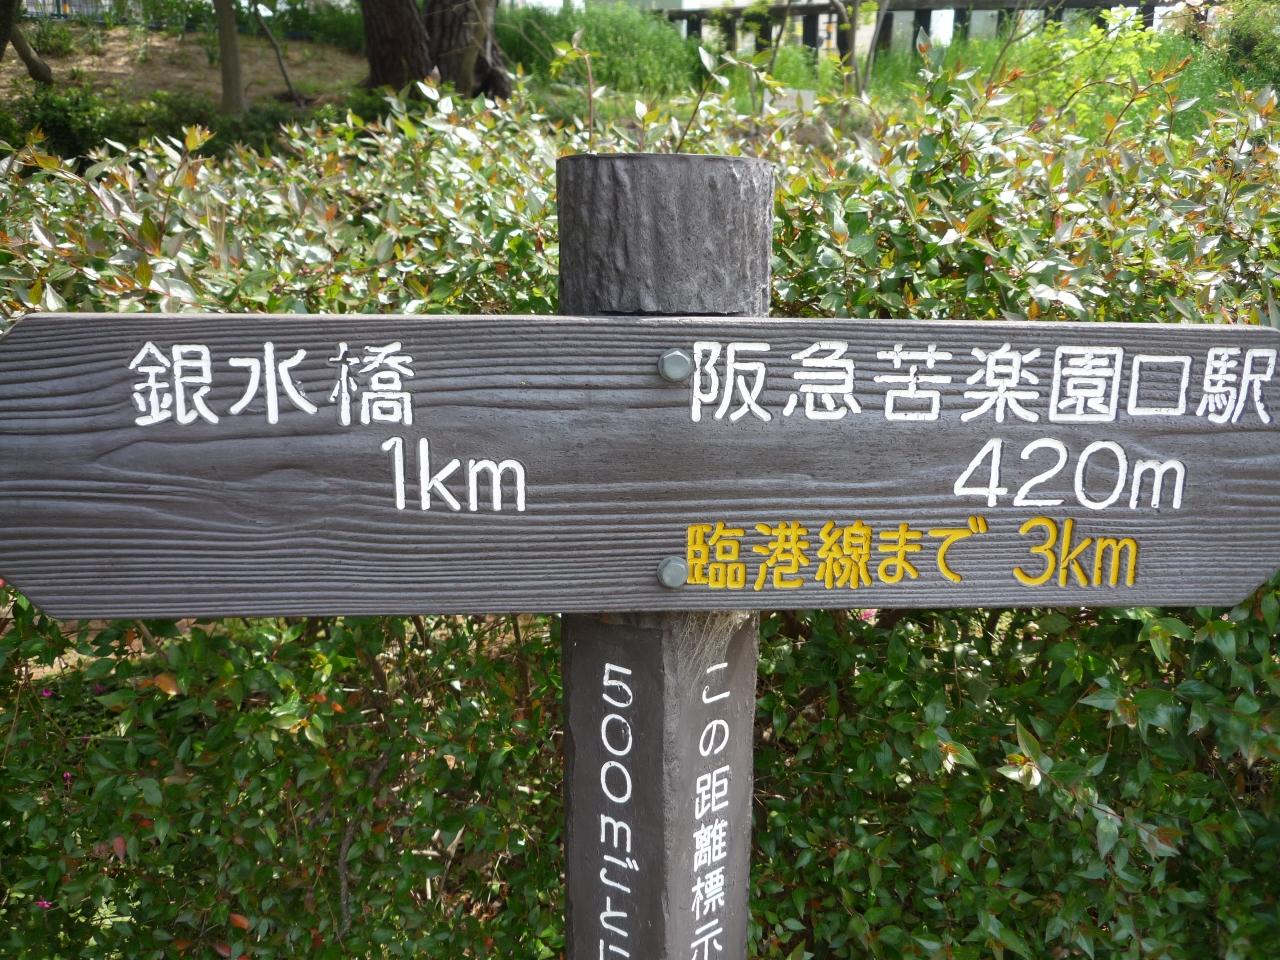 銀水橋
1km
阪急苦楽園口駅
420m
臨港線まで 3km
この距離標示
500mごとに